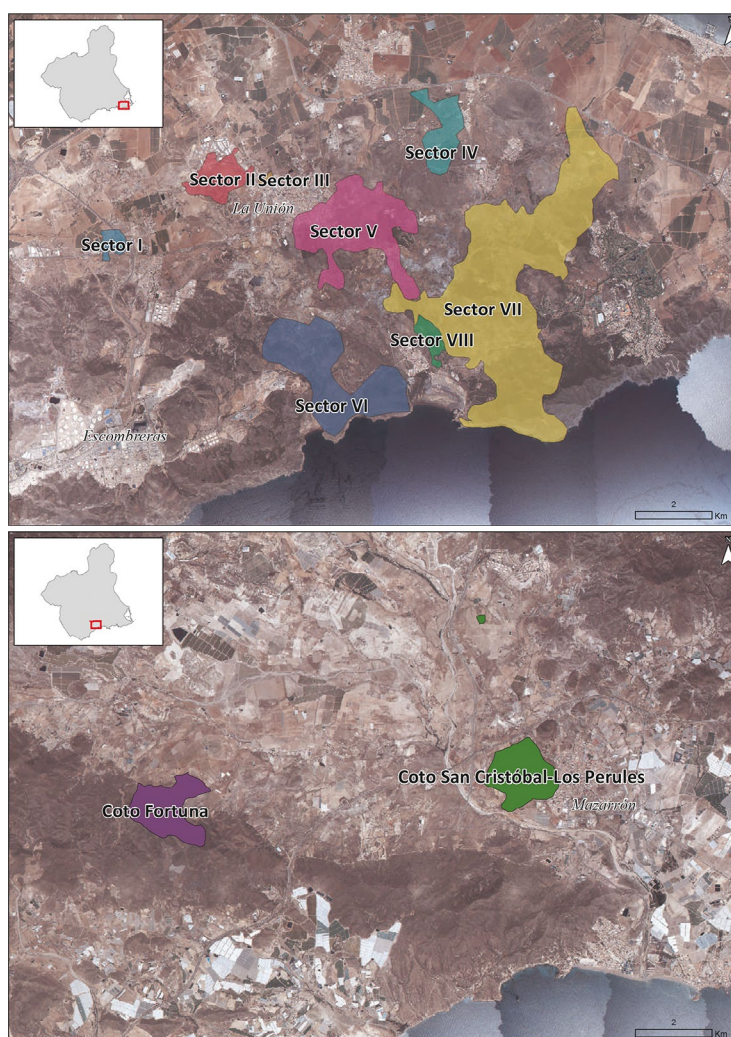 Sector IV
Sector II
Sector III
La Unión
Sector V
Sector I
Sector VII
Sector VIII
Sector VI
Escombreras
2
Km
Coto San Cristóbal-Los Perules
Mazarrón
Coto Fortuna
2
Km